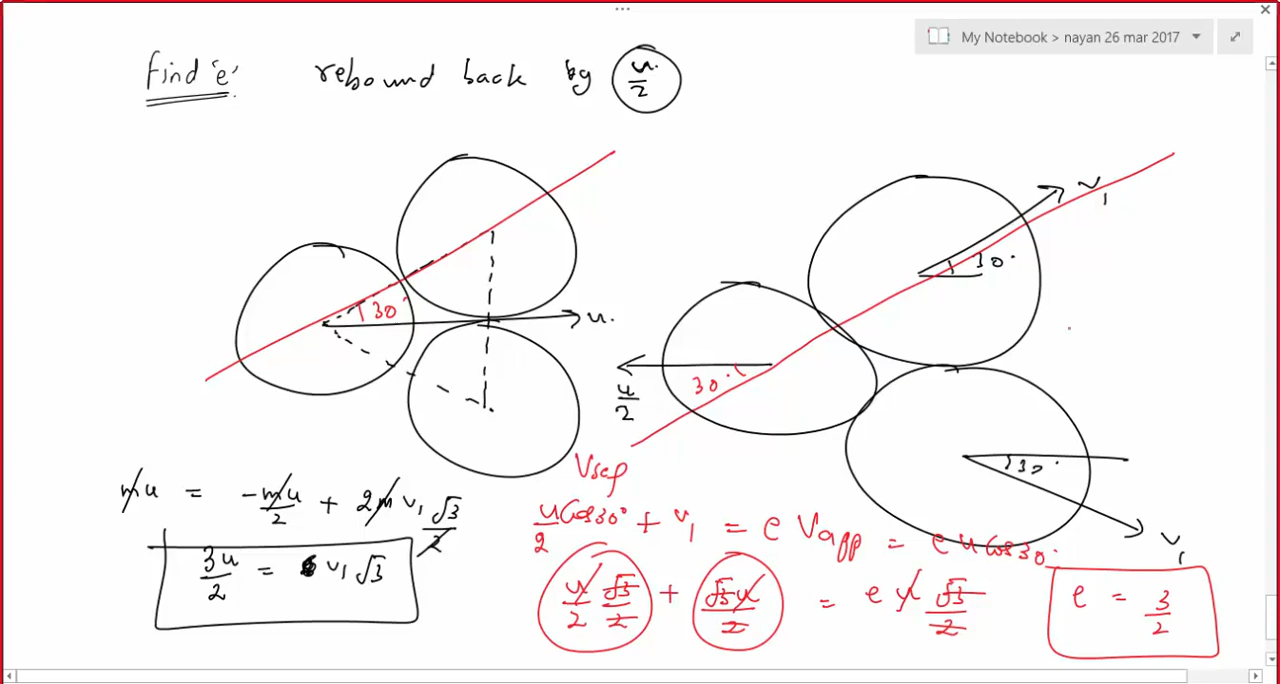 My Notebook > nayan 26 mar 2017
Find 'e'. rebound back by u/2
30° u.
v₁
30°
u/2 30°
30°
v₁
mu = -mu/2 + 2mv₁ √3/2
3u/2 = v₁√3
Vsep
u/2 Cos30° + v₁ = e Vapp = e u Cos30°
u/2 √3/2 + √3u/2 = e u √3/2
e = 3/2